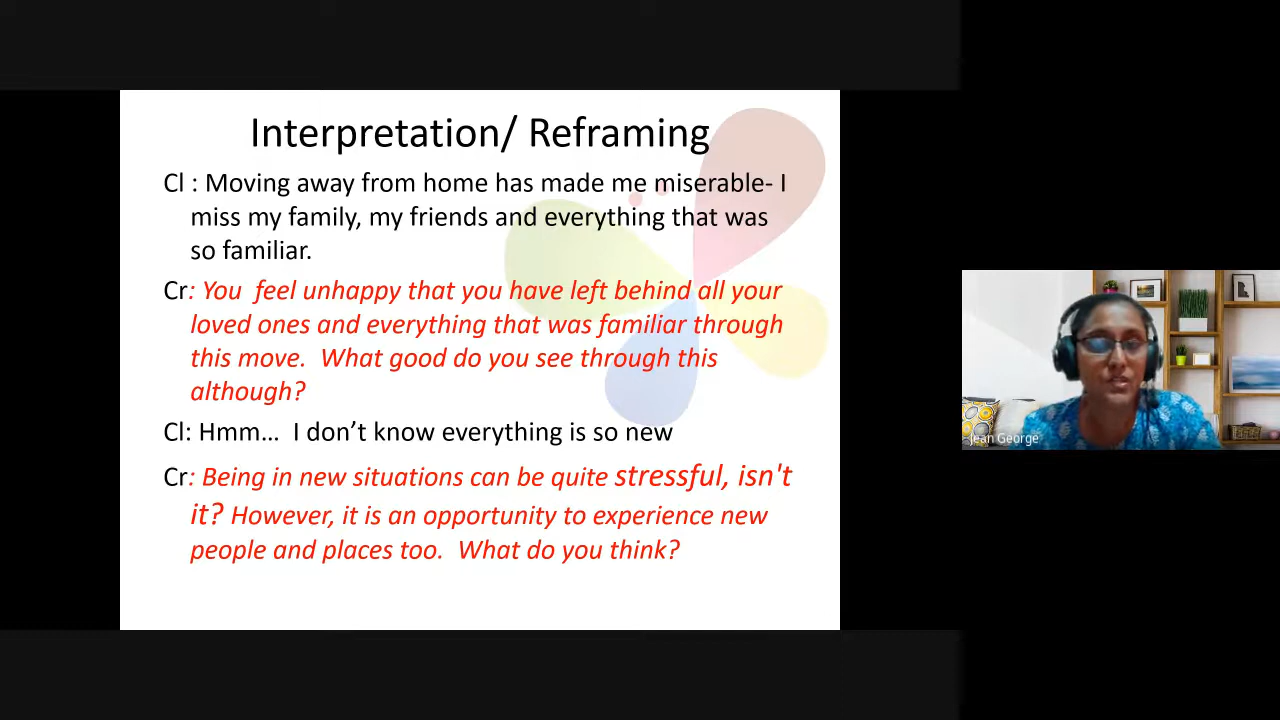 Interpretation/ Reframing
Cl : Moving away from home has made me miserable- I
miss my family, my friends and everything that was
so familiar.
Cr: You feel unhappy that you have left behind all your
loved ones and everything that was familiar through
this move. What good do you see through this
although?
Cl: Hmm… I don't know everything is so new
Cr: Being in new situations can be quite stressful, isn't
it? However, it is an opportunity to experience new
people and places too. What do you think?
Jean George